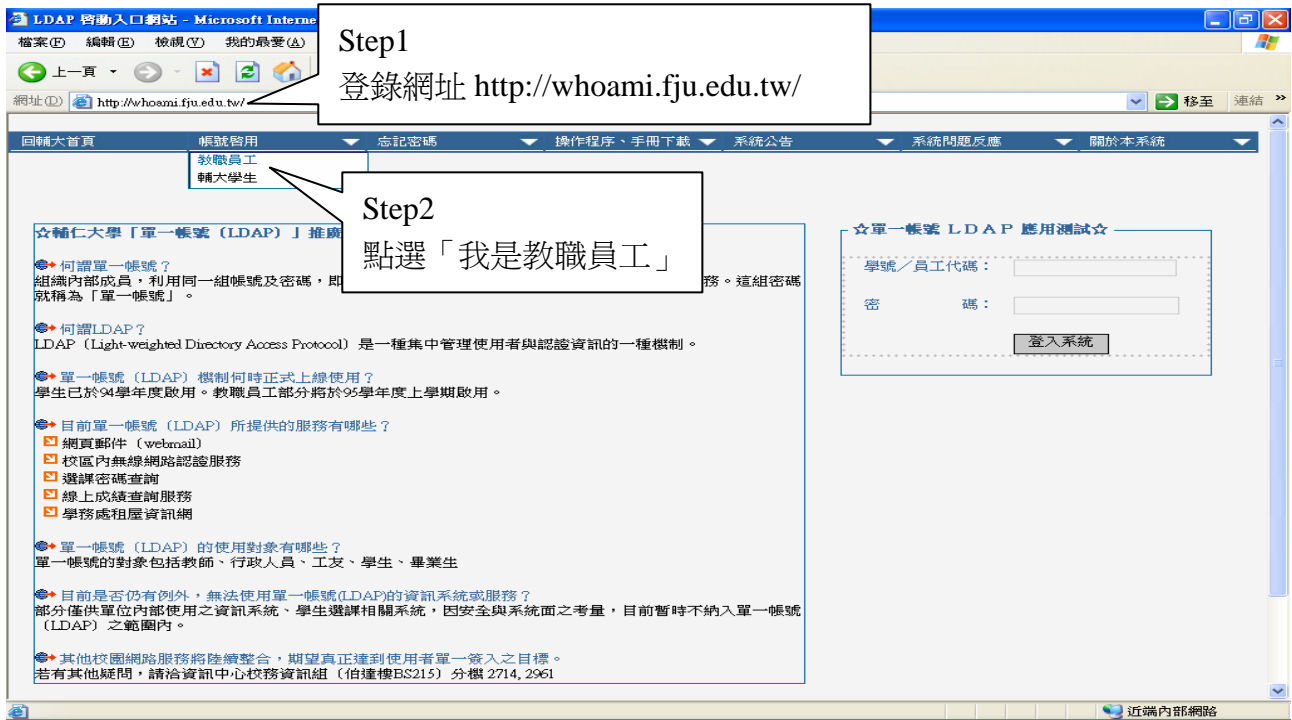 LDAP 啓動入口網站 - Microsoft Interne
檔案(F) 編輯(E) 檢視(V) 我的最愛(A)
上一頁
網址(D) http://whoami.fju.edu.tw/ 移至 連結 »
Step1
登錄網址 http://whoami.fju.edu.tw/
回輔大首頁 帳號啓用 忘記密碼 操作程序、手冊下載 系統公告 系統問題反應 關於本系統
教職員工
輔大學生
Step2
點選「我是教職員工」
☆輔仁大學「單一帳號（LDAP）」推廣
何謂單一帳號？
組織內部成員，利用同一組帳號及密碼，即
務。這組密碼
就稱為「單一帳號」。
何謂LDAP？
LDAP（Light-weighted Directory Access Protocol）是一種集中管理使用者與認證資訊的一種機制。
單一帳號（LDAP）機制何時正式上線使用？
學生已於94學年度啟用。教職員工部分將於95學年度上學期啟用。
目前單一帳號（LDAP）所提供的服務有哪些？
網頁郵件（webmail）
校區內無線網路認證服務
選課密碼查詢
線上成績查詢服務
學務處租屋資訊網
單一帳號（LDAP）的使用對象有哪些？
單一帳號的對象包括教師、行政人員、工友、學生、畢業生
目前是否仍有例外，無法使用單一帳號(LDAP)的資訊系統或服務？
部分僅供單位內部使用之資訊系統、學生選課相關系統，因安全與系統面之考量，目前暫時不納入單一帳號
（LDAP）之範圍內。
其他校園網路服務將陸續整合，期望真正達到使用者單一簽入之目標。
若有其他疑問，請洽資訊中心校務資訊組（伯達樓BS215）分機 2714, 2961
☆單一帳號 LDAP 應用測試☆
學號／員工代碼：
密 碼：
登入系統
近端內部網路